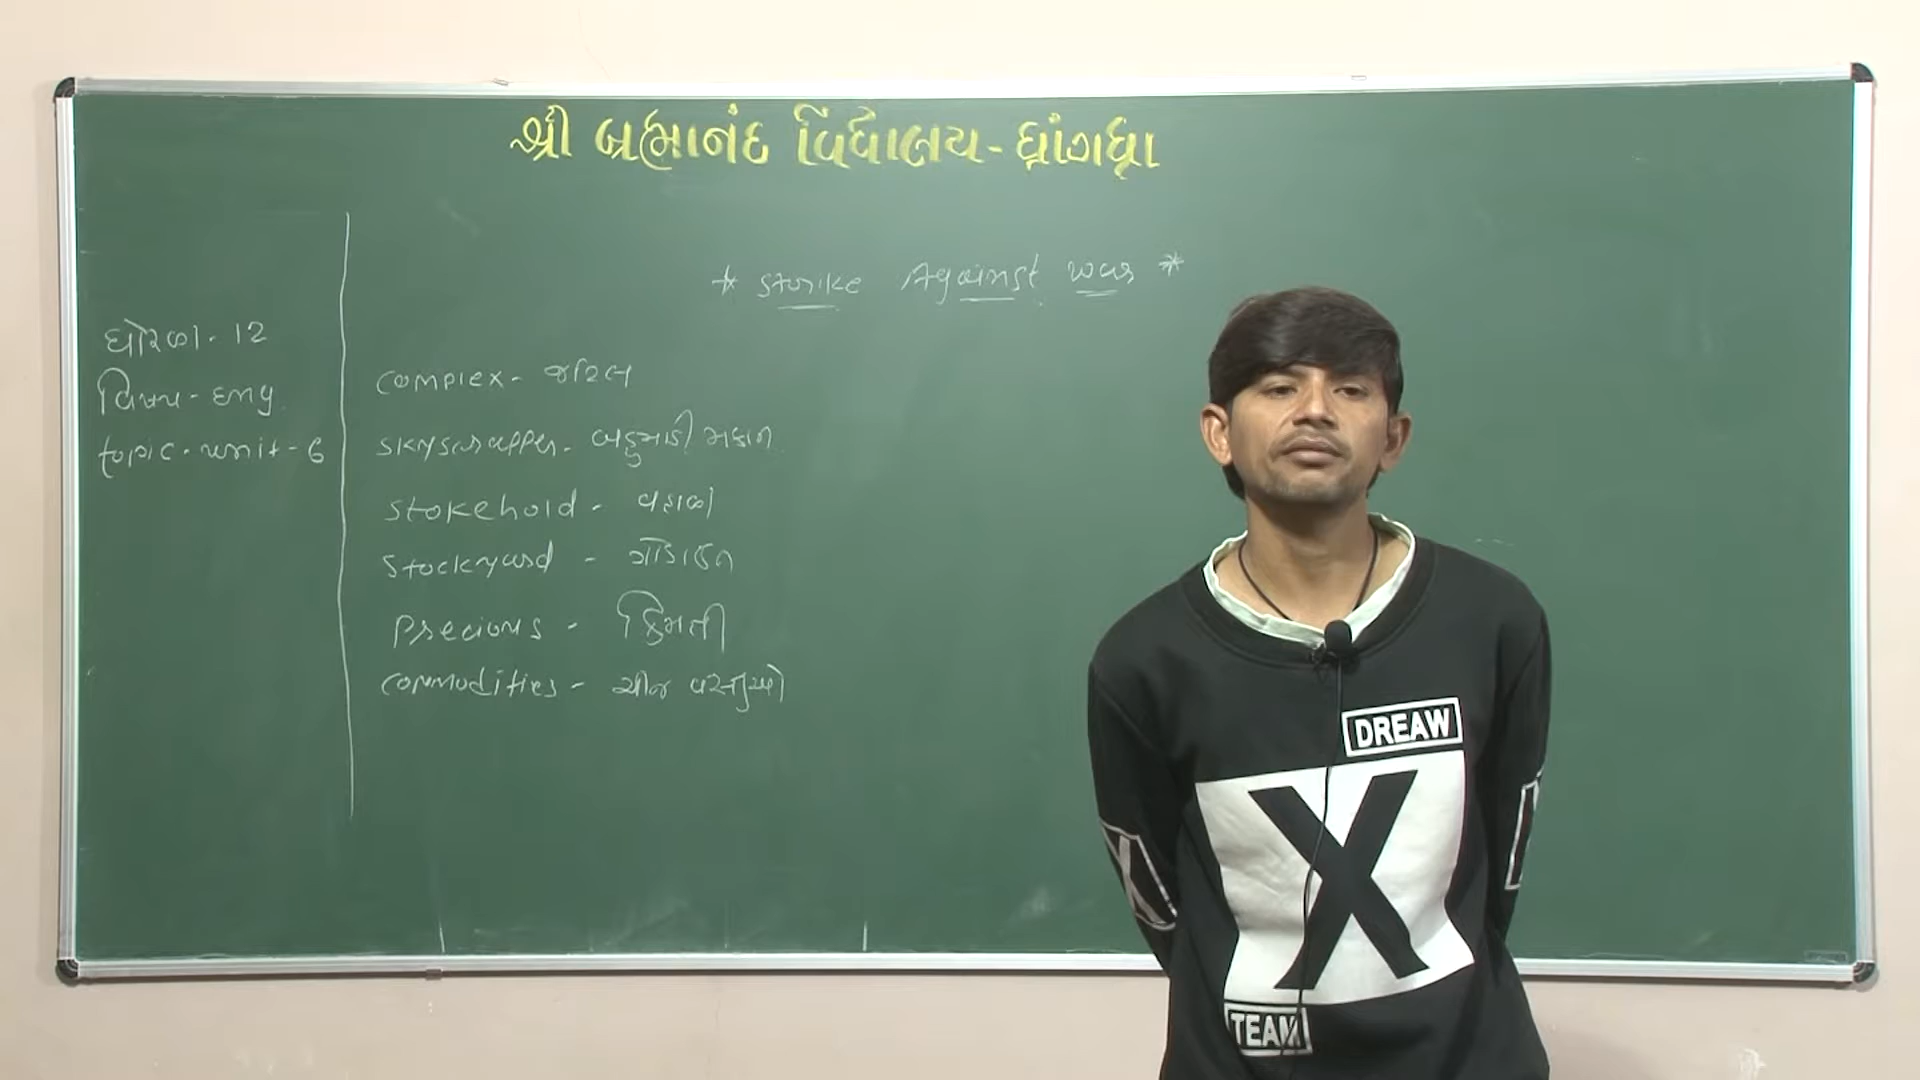 શ્રી બ્રહ્માનંદ વિદ્યાલય - ધ્રાંગધ્રા
* Strike Against war *
ધોરણ - 12
વિષય - eng.
topic - unit - 6
complex - જટિલ
skyscrapper - બહુમાળી મકાન
stokehold - વહાણ
stockyard - ગોડાઉન
precious - કિંમતી
commodities - ચીજ વસ્તુઓ
DREAW
X
TEAM